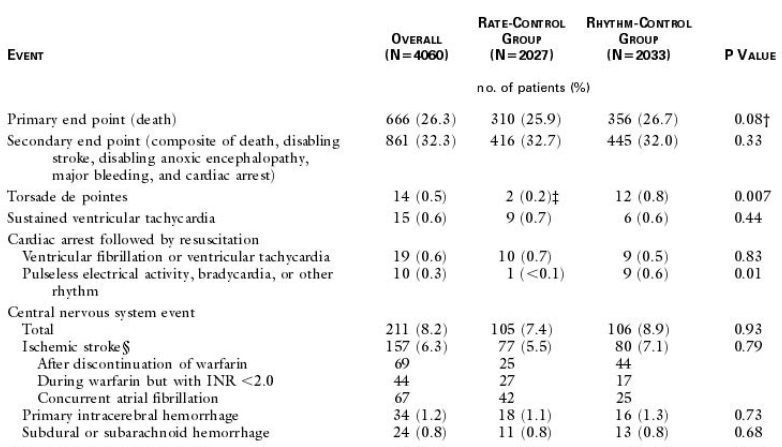 EVENT OVERALL (N=4060) RATE-CONTROL GROUP (N=2027) RHYTHM-CONTROL GROUP (N=2033) P VALUE
no. of patients (%)
Primary end point (death) 666 (26.3) 310 (25.9) 356 (26.7) 0.08†
Secondary end point (composite of death, disabling 861 (32.3) 416 (32.7) 445 (32.0) 0.33
stroke, disabling anoxic encephalopathy,
major bleeding, and cardiac arrest)
Torsade de pointes 14 (0.5) 2 (0.2)‡ 12 (0.8) 0.007
Sustained ventricular tachycardia 15 (0.6) 9 (0.7) 6 (0.6) 0.44
Cardiac arrest followed by resuscitation
Ventricular fibrillation or ventricular tachycardia 19 (0.6) 10 (0.7) 9 (0.5) 0.83
Pulseless electrical activity, bradycardia, or other 10 (0.3) 1 (<0.1) 9 (0.6) 0.01
rhythm
Central nervous system event
Total 211 (8.2) 105 (7.4) 106 (8.9) 0.93
Ischemic stroke§ 157 (6.3) 77 (5.5) 80 (7.1) 0.79
After discontinuation of warfarin 69 25 44
During warfarin but with INR <2.0 44 27 17
Concurrent atrial fibrillation 67 42 25
Primary intracerebral hemorrhage 34 (1.2) 18 (1.1) 16 (1.3) 0.73
Subdural or subarachnoid hemorrhage 24 (0.8) 11 (0.8) 13 (0.8) 0.68